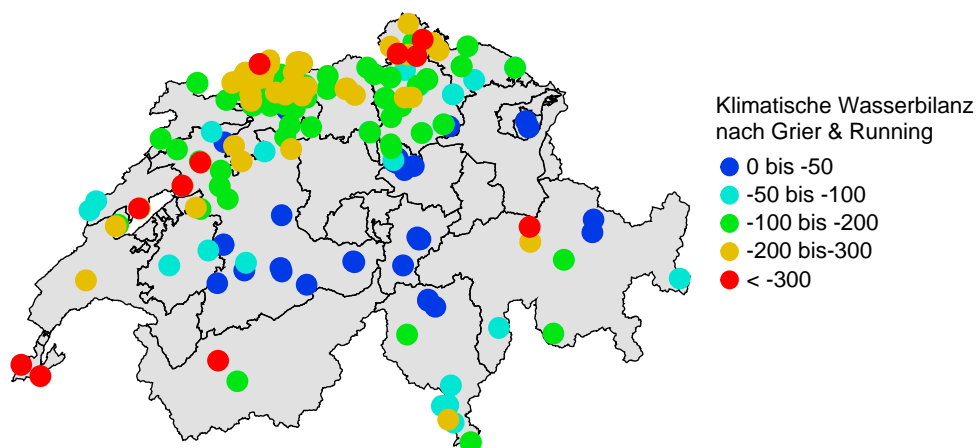 Klimatische Wasserbilanz
nach Grier & Running
0 bis -50
-50 bis -100
-100 bis -200
-200 bis-300
< -300